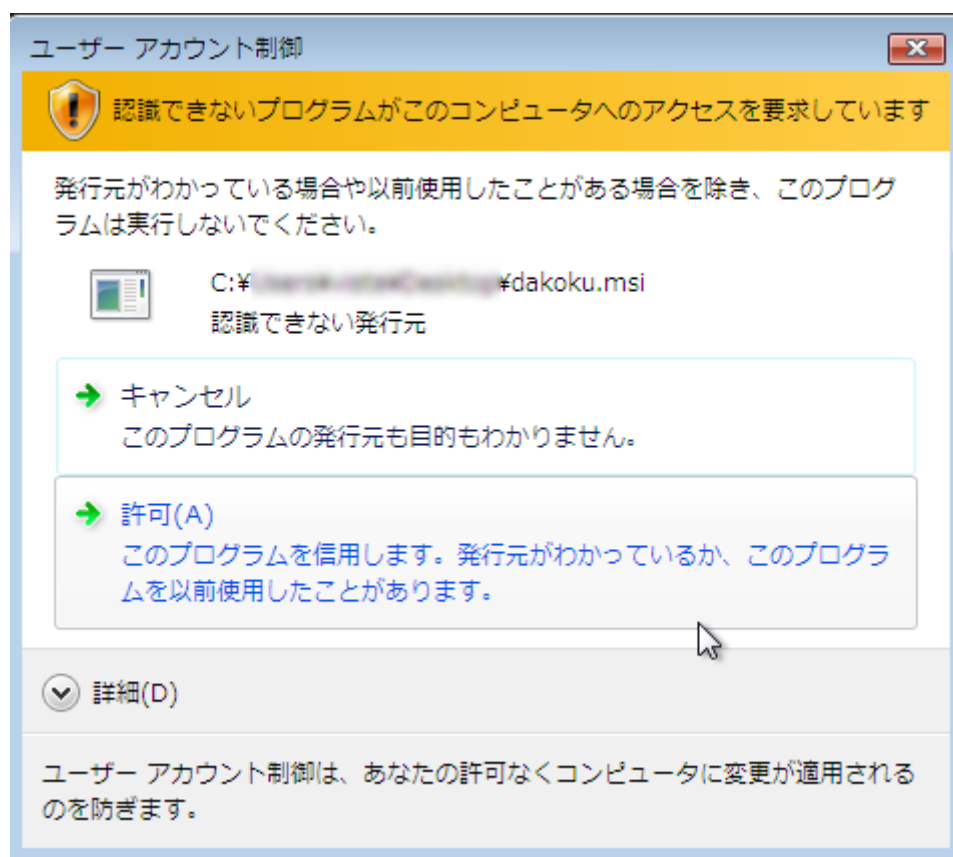 ユーザー アカウント制御
認識できないプログラムがこのコンピュータへのアクセスを要求しています
発行元がわかっている場合や以前使用したことがある場合を除き、このプログ
ラムは実行しないでください。
C:¥ ¥dakoku.msi
認識できない発行元
キャンセル
このプログラムの発行元も目的もわかりません。
許可(A)
このプログラムを信用します。発行元がわかっているか、このプログラ
ムを以前使用したことがあります。
詳細(D)
ユーザー アカウント制御は、あなたの許可なくコンピュータに変更が適用される
のを防ぎます。